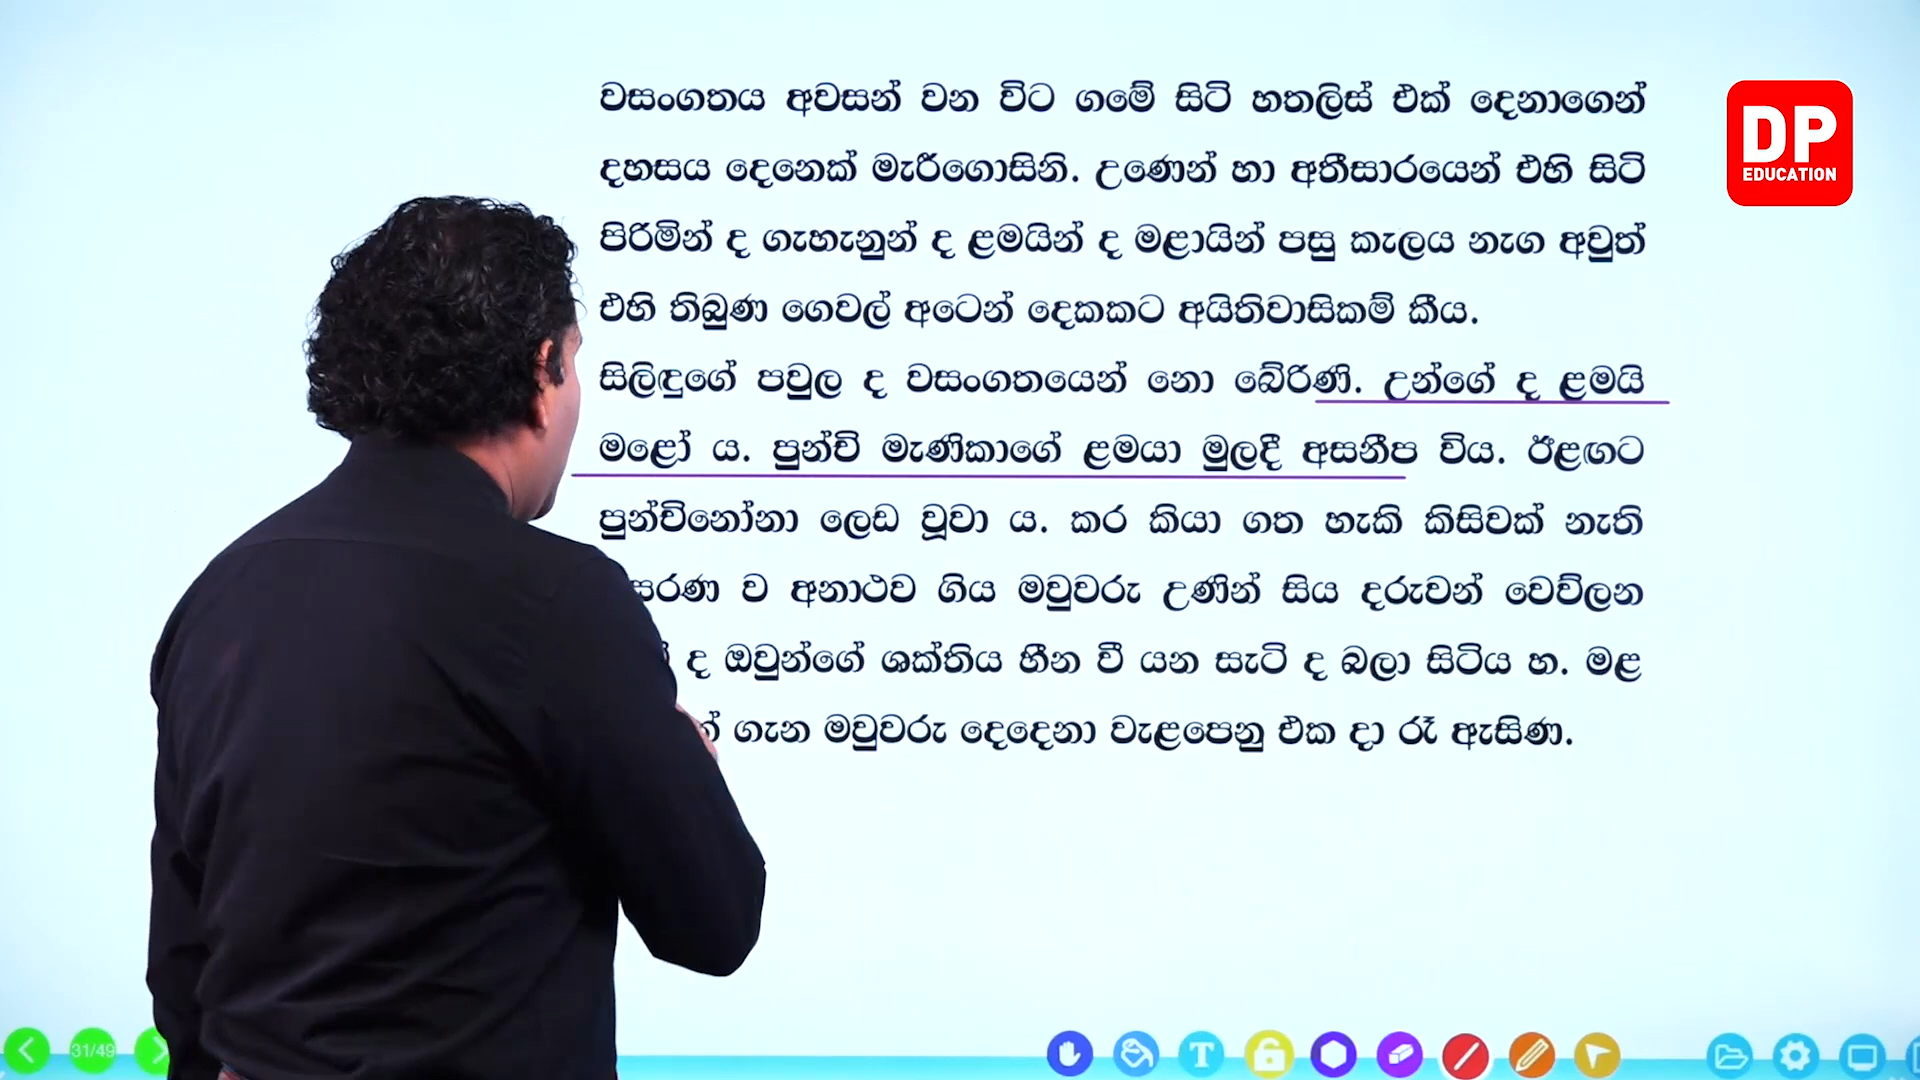 වසංගතය අවසන් වන විට ගමේ සිටි හතලිස් එක් දෙනාගෙන්
දහසය දෙනෙක් මැරීගොසිනි. උණෙන් හා අතීසාරයෙන් එහි සිටි
පිරිමින් ද ගැහැනුන් ද ළමයින් ද මළායින් පසු කැලය නැග අවුත්
එහි තිබුණ ගෙවල් අටෙන් දෙකකට අයිතිවාසිකම් කීය.
සිලිඳුගේ පවුල ද වසංගතයෙන් නො බේරිණි. උන්ගේ ද ළමයි
මළෝ ය. පුන්චි මැණිකාගේ ළමයා මුලදී අසනීප විය. ඊළඟට
පුන්චිනෝනා ලෙඩ වූවා ය. කර කියා ගත හැකි කිසිවක් නැති
සරණ ව අනාථව ගිය මවුවරු උණින් සිය දරුවන් වෙව්ලන
ද ඔවුන්ගේ ශක්තිය හීන වී යන සැටි ද බලා සිටිය හ. මළ
ගැන මවුවරු දෙදෙනා වැළපෙනු එක දා රෑ ඇසිණ.
DP
EDUCATION
31/49
T